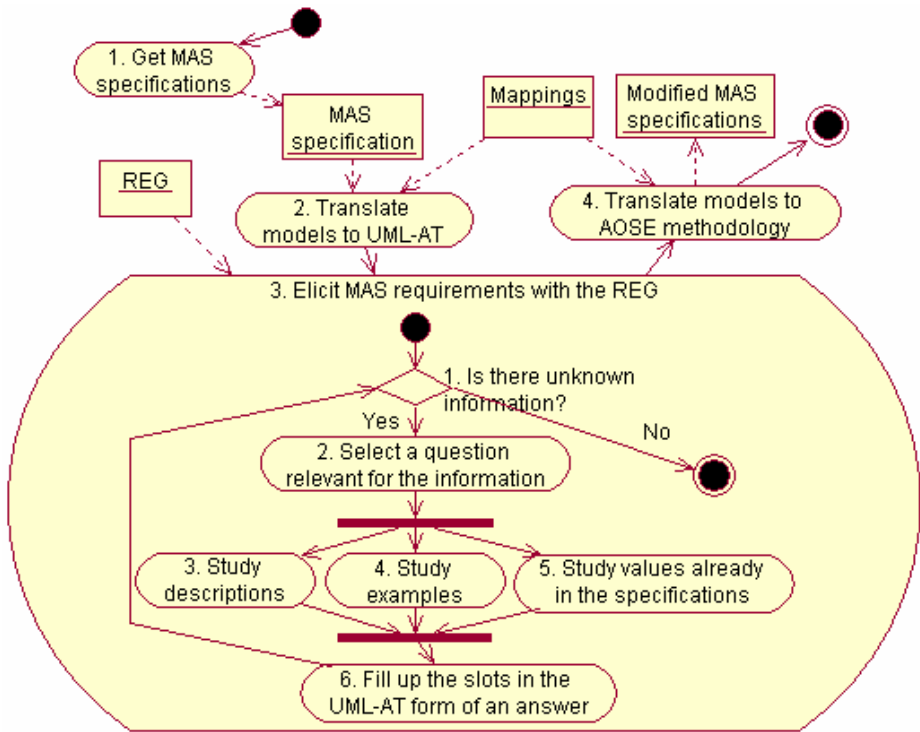 1. Get MAS
specifications
MAS
specification
Mappings
Modified MAS
specifications
REG
2. Translate
models to UML-AT
4. Translate models to
AOSE methodology
3. Elicit MAS requirements with the REG
1. Is there unknown
information?
Yes
No
2. Select a question
relevant for the information
3. Study
descriptions
4. Study
examples
5. Study values already
in the specifications
6. Fill up the slots in the
UML-AT form of an answer